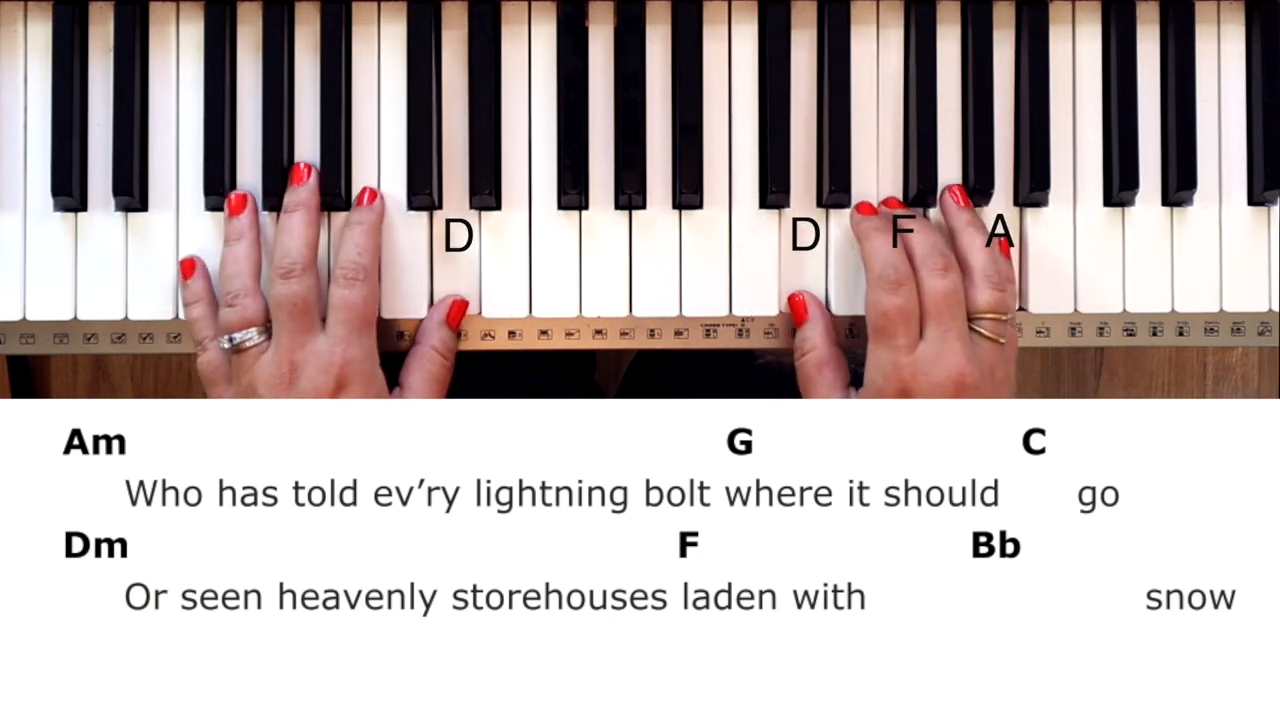 D D F A
Am G C
Who has told ev’ry lightning bolt where it should go
Dm F Bb
Or seen heavenly storehouses laden with snow